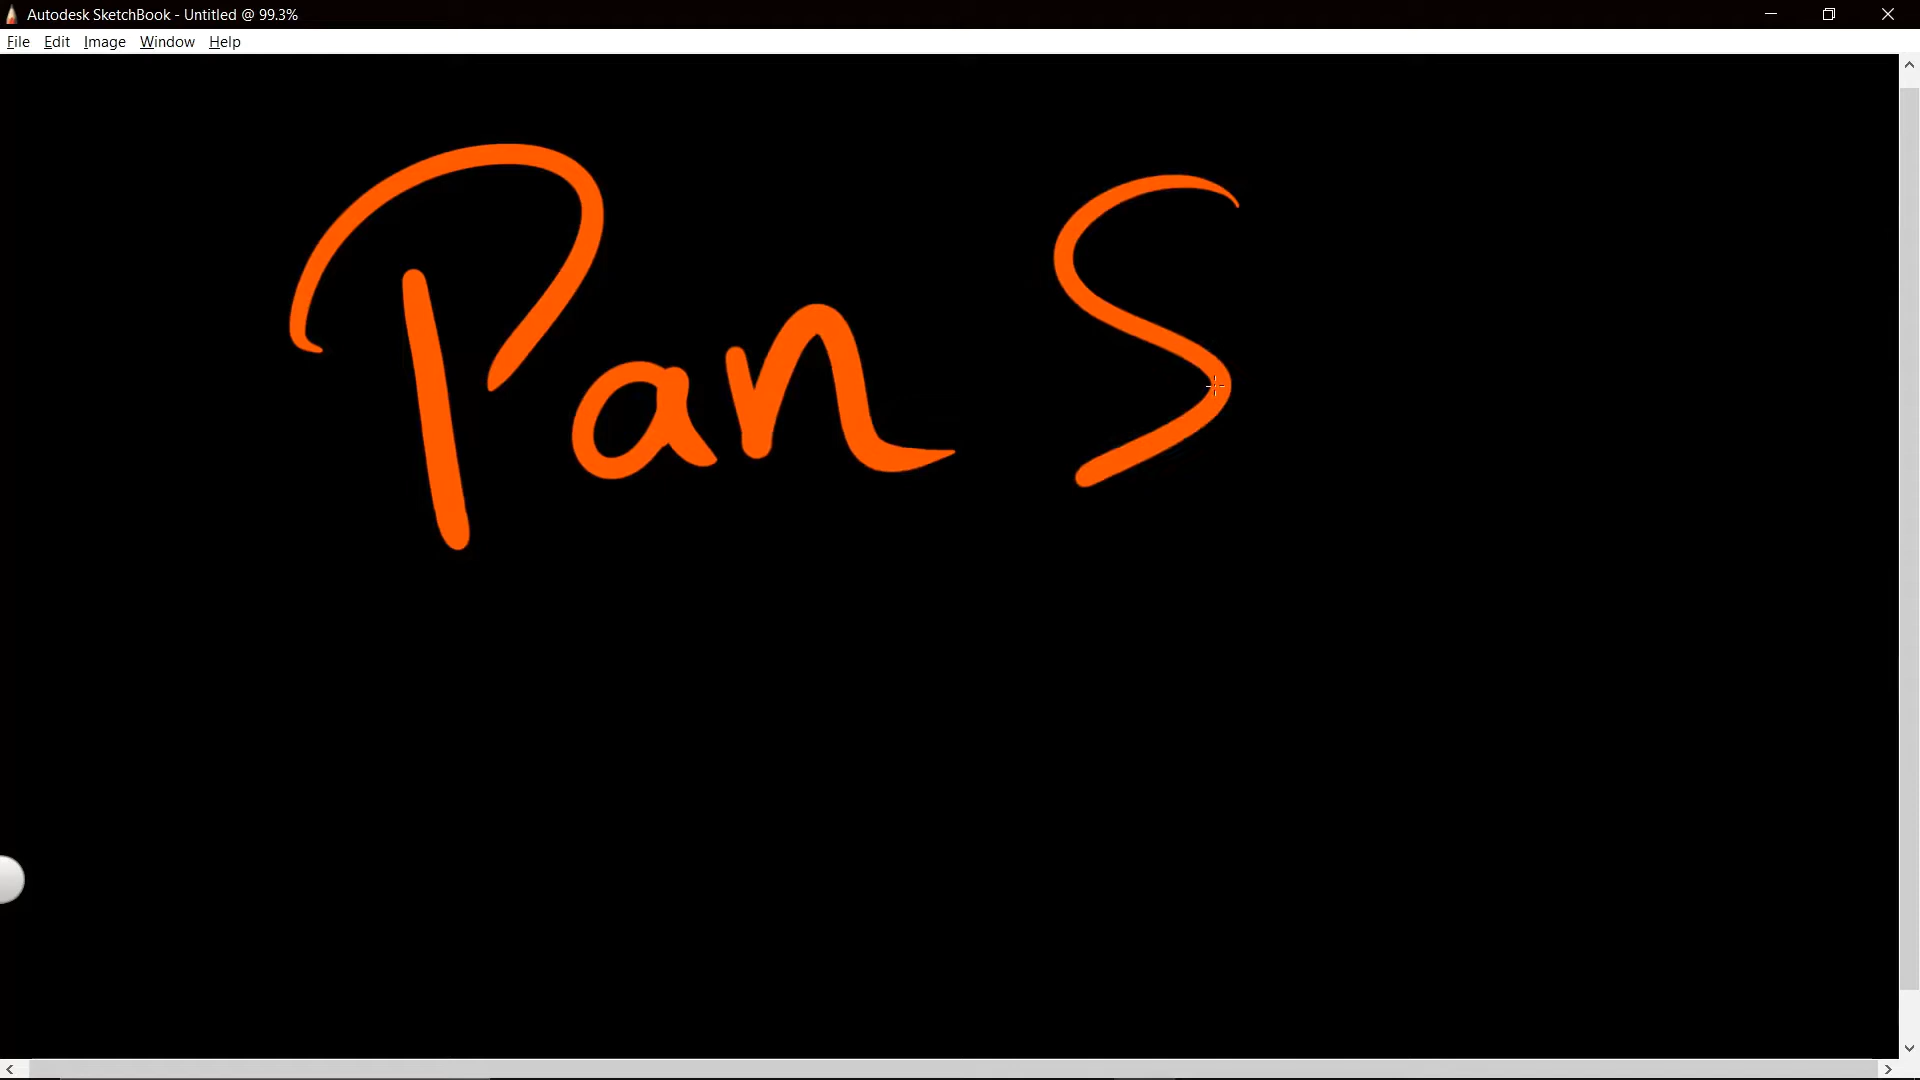 Autodesk SketchBook - Untitled @ 99.3%
File Edit Image Window Help
Pan S